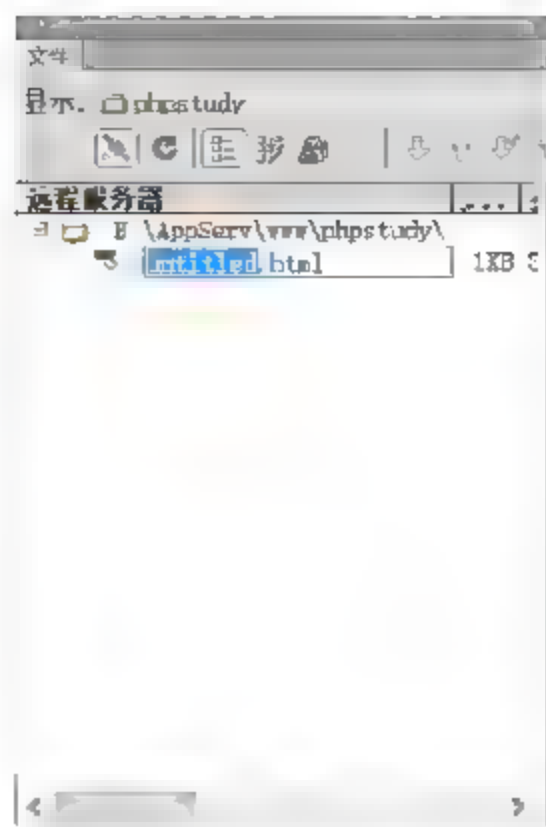 文件
显示: phpstudy
远程服务器
E:\AppServ\www\phpstudy\
untitled.html 1KB